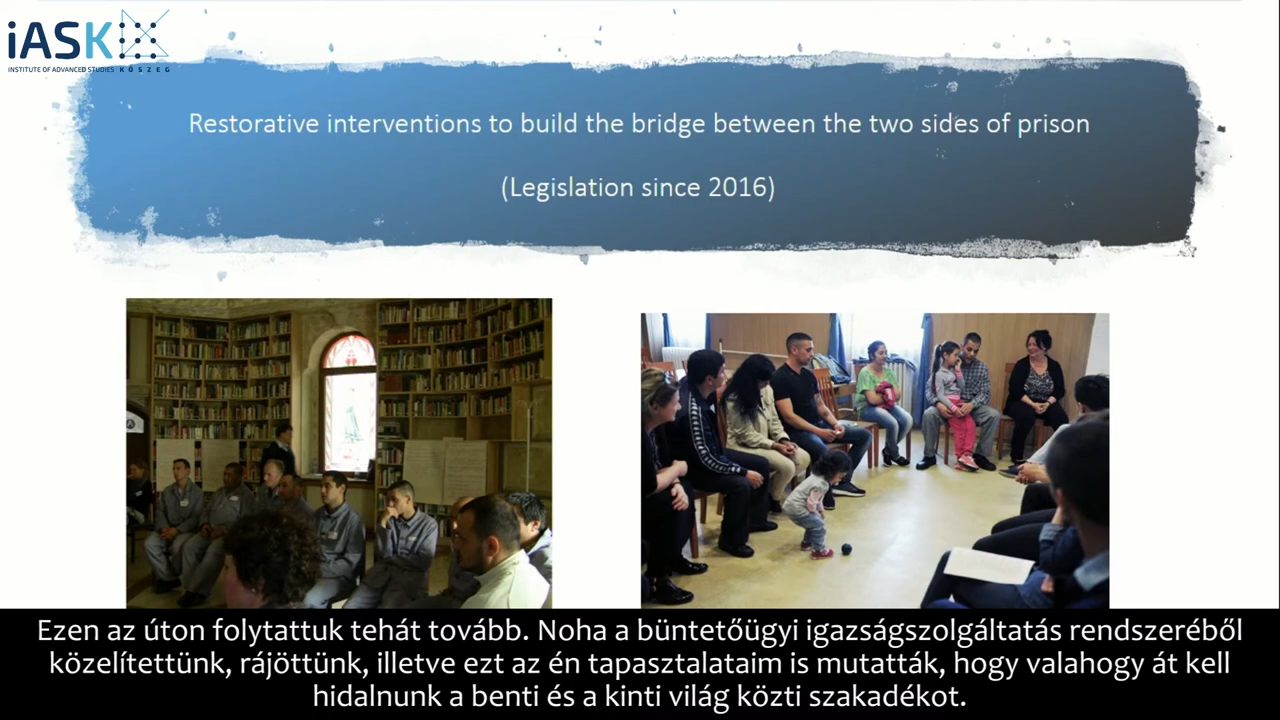 iASK
INSTITUTE OF ADVANCED STUDIES KŐSZEG
Restorative interventions to build the bridge between the two sides of prison
(Legislation since 2016)
Ezen az úton folytattuk tehát tovább. Noha a büntetőügyi igazságszolgáltatás rendszeréből
közelítettünk, rájöttünk, illetve ezt az én tapasztalataim is mutatták, hogy valahogy át kell
hidalnunk a benti és a kinti világ közti szakadékot.